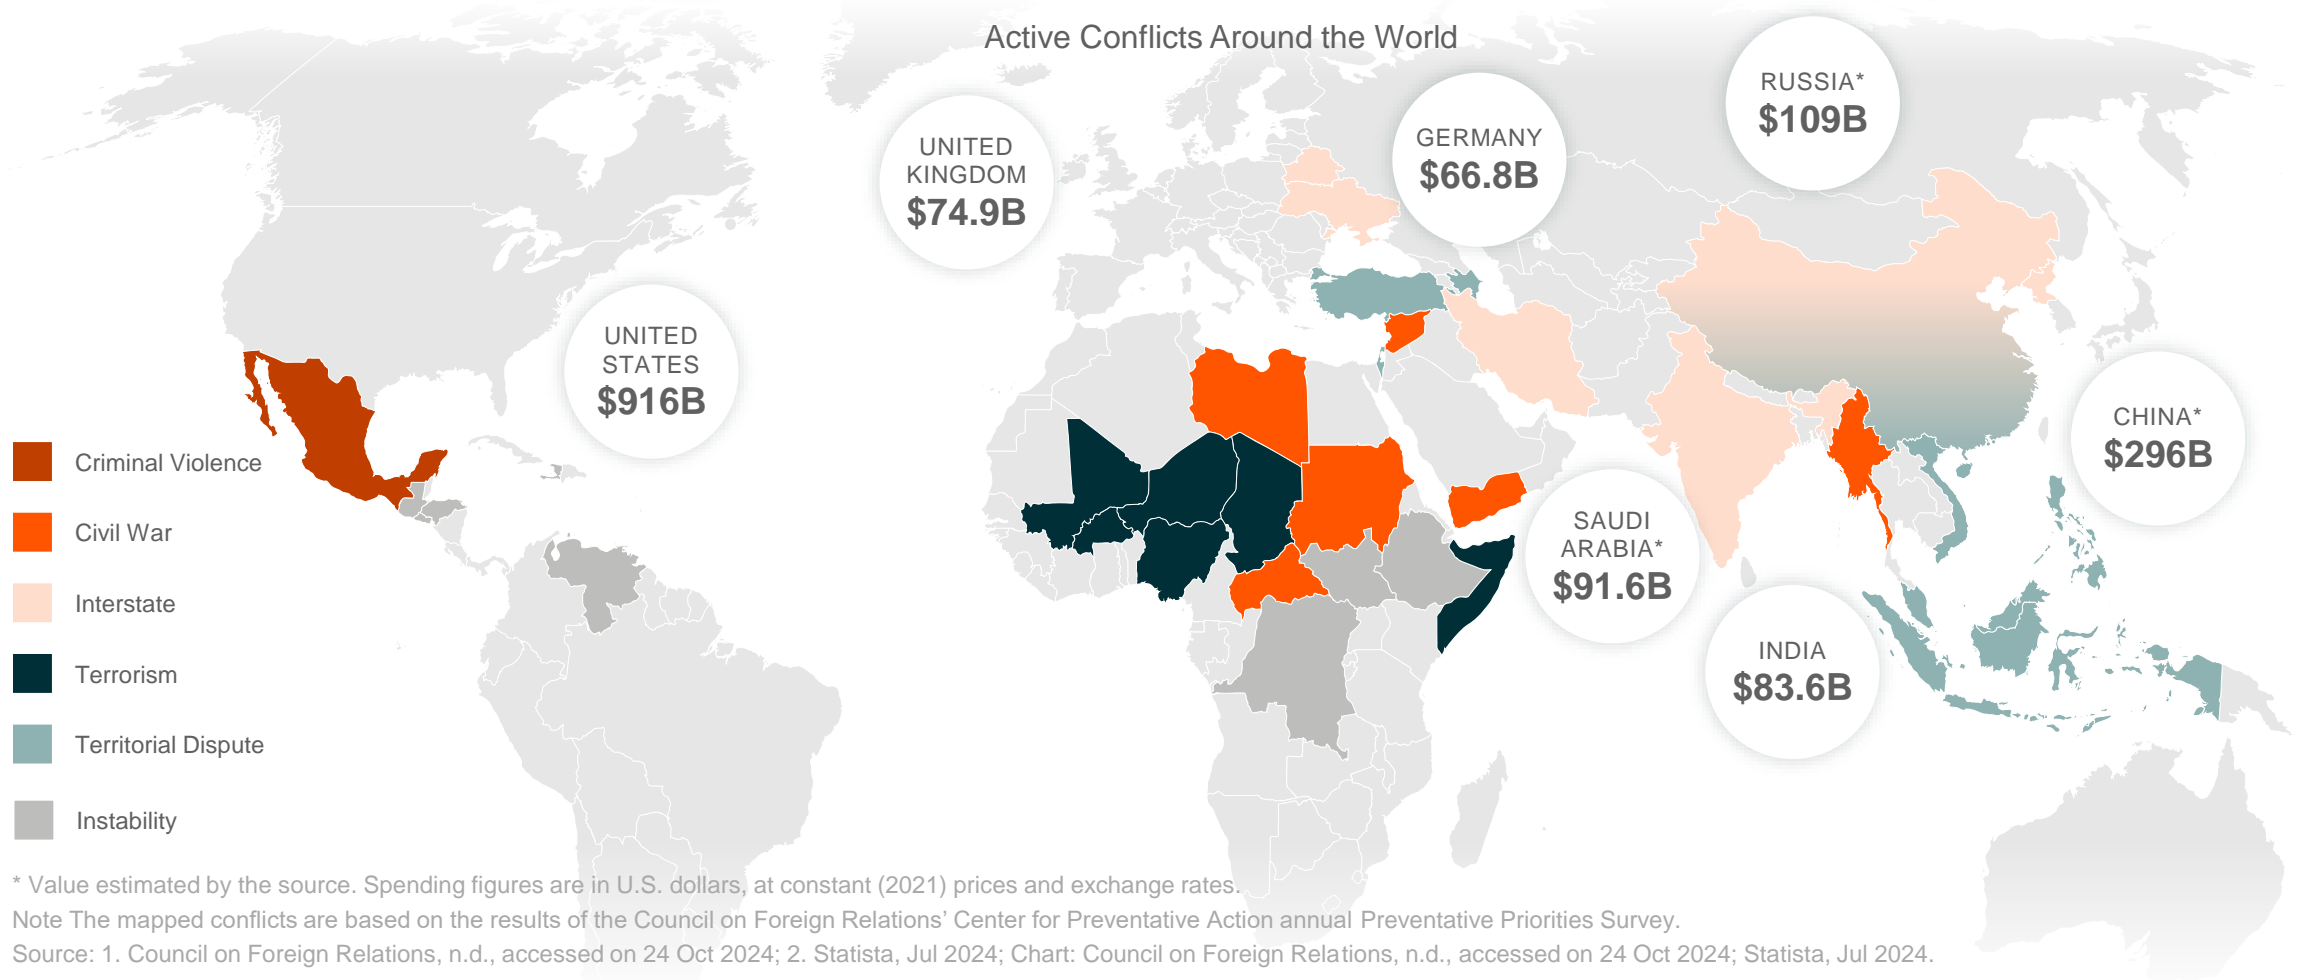 Active Conflicts Around the World
RUSSIA*
$109B
GERMANY
$66.8B
UNITED
KINGDOM
$74.9B
UNITED
STATES
$916B
CHINA*
$296B
SAUDI
ARABIA*
$91.6B
INDIA
$83.6B
Criminal Violence
Civil War
Interstate
Terrorism
Territorial Dispute
Instability
* Value estimated by the source. Spending figures are in U.S. dollars, at constant (2021) prices and exchange rates.
Note The mapped conflicts are based on the results of the Council on Foreign Relations’ Center for Preventative Action annual Preventative Priorities Survey.
Source: 1. Council on Foreign Relations, n.d., accessed on 24 Oct 2024; 2. Statista, Jul 2024; Chart: Council on Foreign Relations, n.d., accessed on 24 Oct 2024; Statista, Jul 2024.